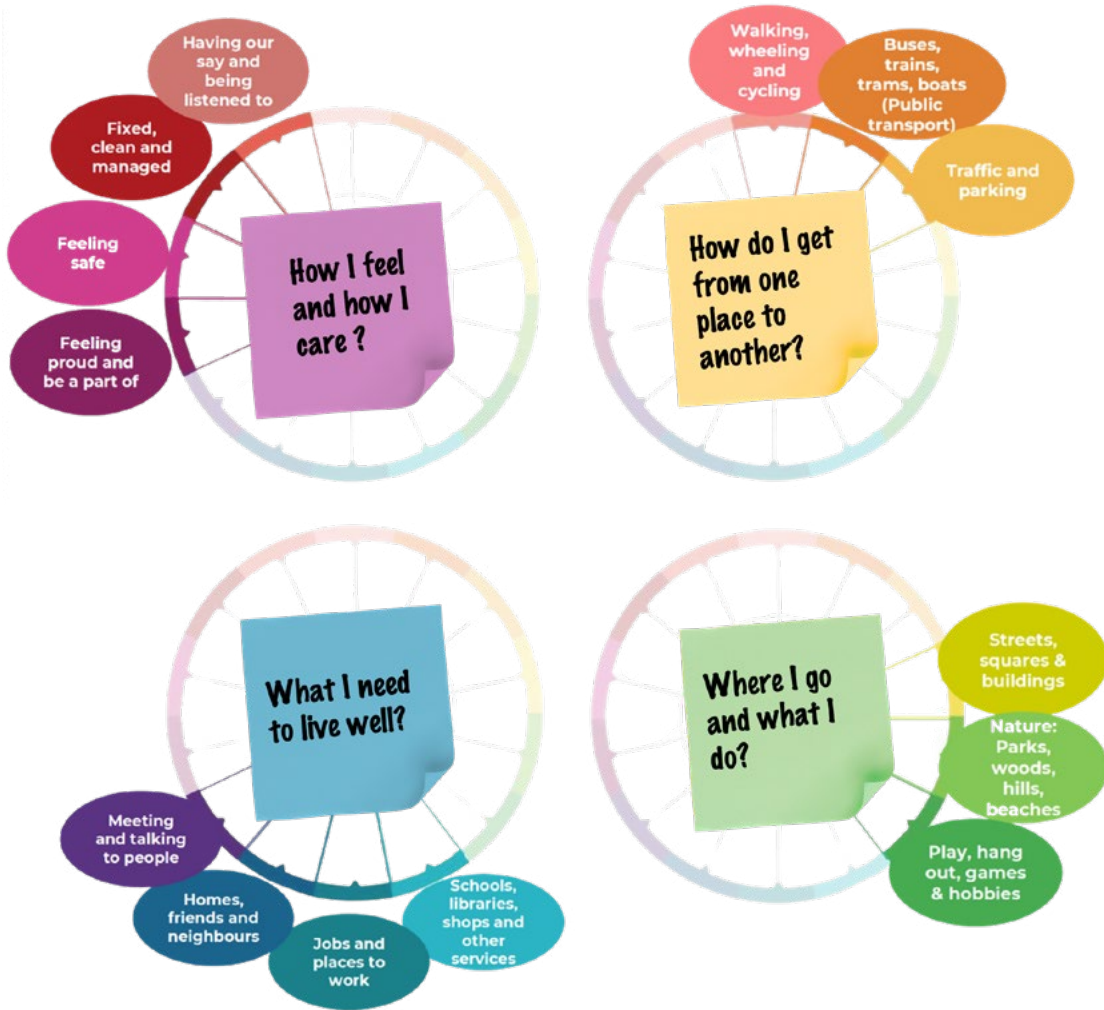 Having our
say and
being
listened to
Fixed,
clean and
managed
Feeling
safe
Feeling
proud and
be a part of
How I feel
and how I
care ?
Walking,
wheeling
and
cycling
Buses,
trains,
trams, boats
(Public
transport)
Traffic and
parking
How do I get
from one
place to
another?
What I need
to live well?
Meeting
and talking
to people
Homes,
friends and
neighbours
Jobs and
places to
work
Schools,
libraries,
shops and
other
services
Where I go
and what I
do?
Streets,
squares &
buildings
Nature:
Parks,
woods,
hills,
beaches
Play, hang
out, games
& hobbies